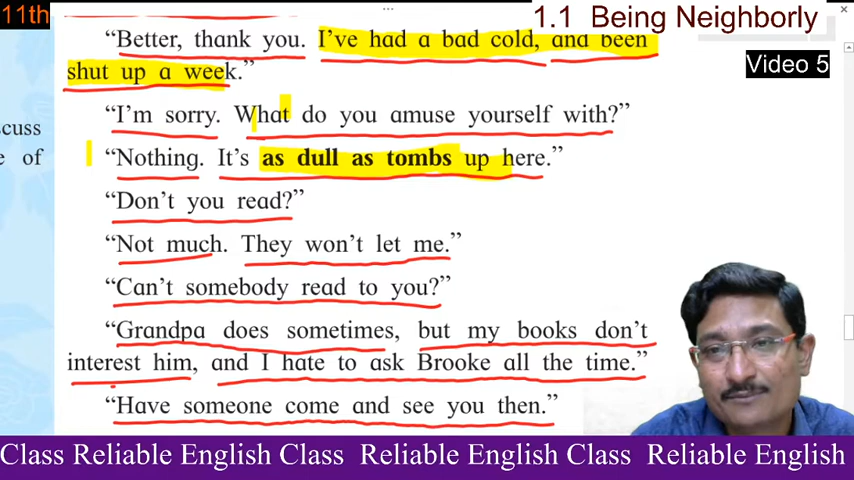 11th
1.1 Being Neighborly
Video 5
“Better, thank you. I’ve had a bad cold, and been
shut up a week.”
“I’m sorry. What do you amuse yourself with?”
“Nothing. It’s as dull as tombs up here.”
“Don’t you read?”
“Not much. They won’t let me.”
“Can’t somebody read to you?”
“Grandpa does sometimes, but my books don’t
interest him, and I hate to ask Brooke all the time.”
“Have someone come and see you then.”
cuss
e of
Class Reliable English Class Reliable English Class Reliable English